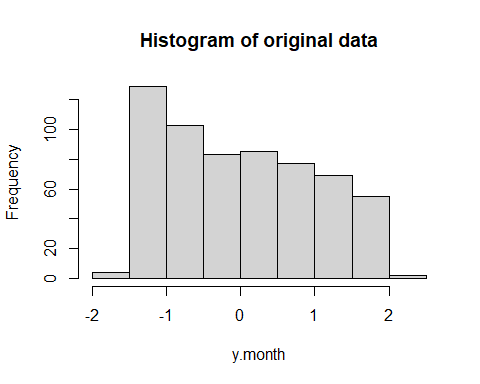 Histogram of original data
Frequency
100
60
20
0
-2 -1 0 1 2
y.month